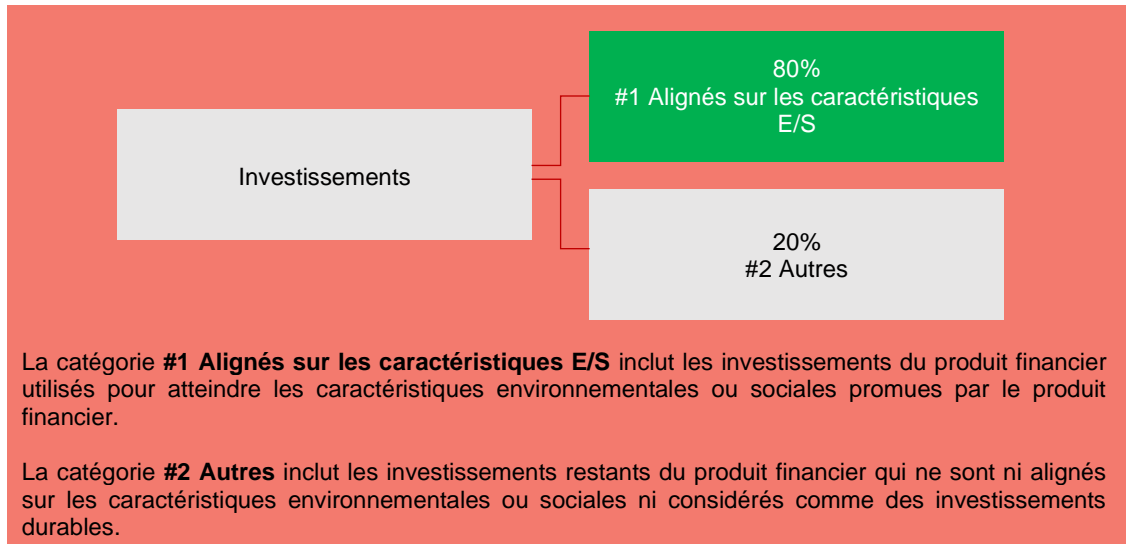 80%
#1 Alignés sur les caractéristiques
E/S
Investissements
20%
#2 Autres
La catégorie #1 Alignés sur les caractéristiques E/S inclut les investissements du produit financier
utilisés pour atteindre les caractéristiques environnementales ou sociales promues par le produit
financier.
La catégorie #2 Autres inclut les investissements restants du produit financier qui ne sont ni alignés
sur les caractéristiques environnementales ou sociales ni considérés comme des investissements
durables.